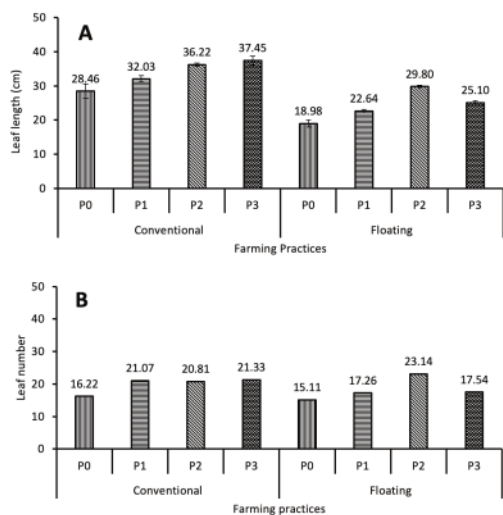 A
Leaf length (cm)
50
40
30
20
10
0
28.46
32.03
36.22
37.45
18.98
22.64
29.80
25.10
P0 P1 P2 P3 P0 P1 P2 P3
Conventional Floating
Farming Practices
B
Leaf number
50
40
30
20
10
0
16.22
21.07
20.81
21.33
15.11
17.26
23.14
17.54
P0 P1 P2 P3 P0 P1 P2 P3
Conventional Floating
Farming practices